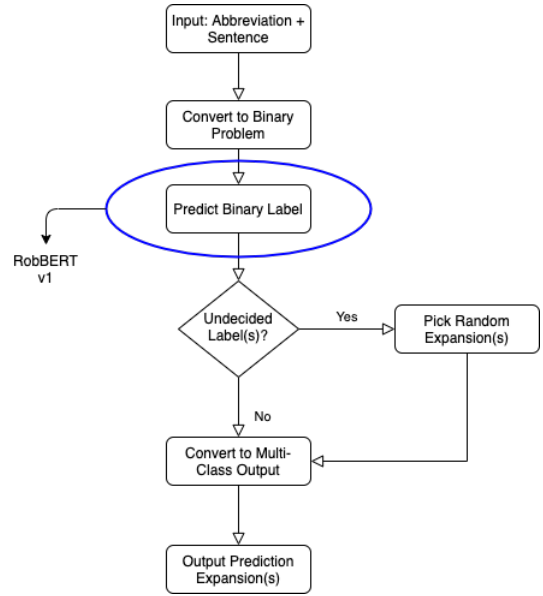 Input: Abbreviation +
Sentence
Convert to Binary
Problem
Predict Binary Label
RobBERT
v1
Undecided
Label(s)?
Yes
Pick Random
Expansion(s)
No
Convert to Multi-
Class Output
Output Prediction
Expansion(s)